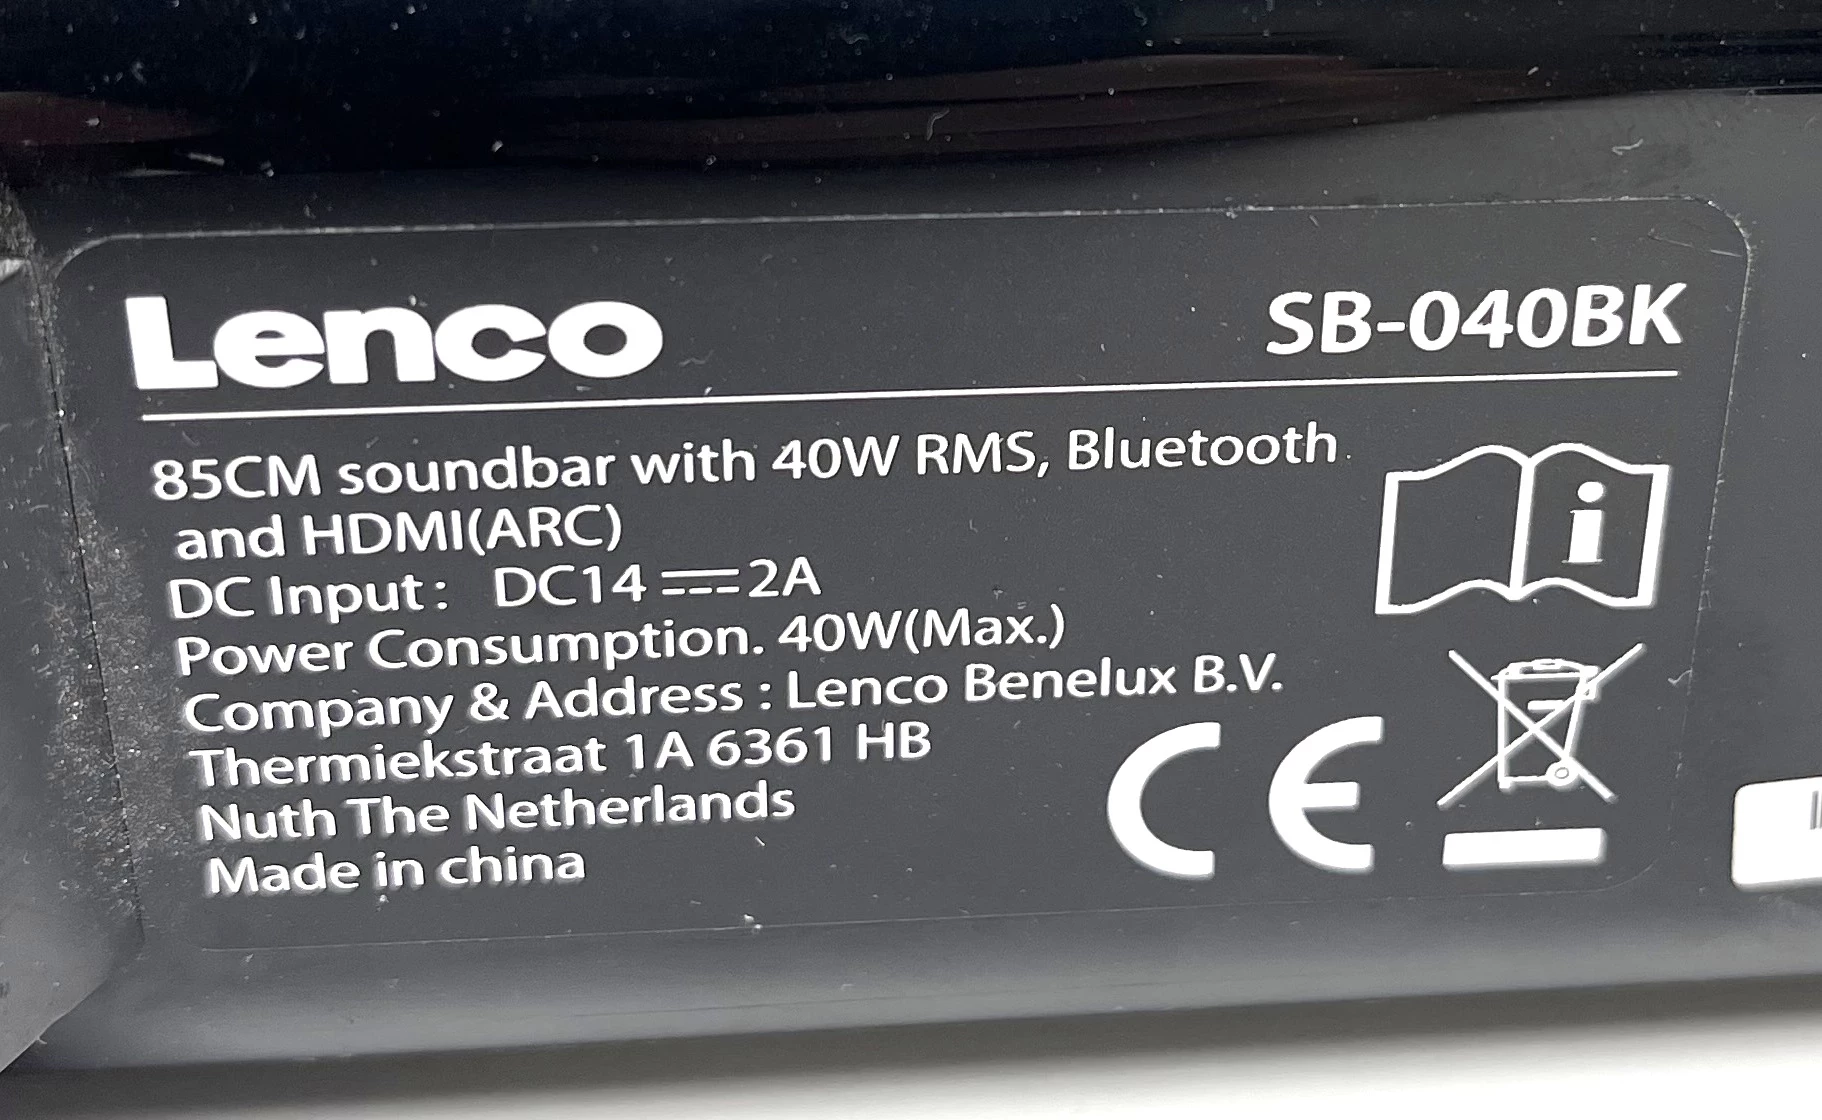 Lenco
SB-040BK
85CM soundbar with 40W RMS, Bluetooth
and HDMI(ARC)
DC Input: DC14⎓2A
Power Consumption. 40W(Max.)
Company & Address : Lenco Benelux B.V.
Thermiekstraat 1A 6361 HB
Nuth The Netherlands
Made in china
i
CE